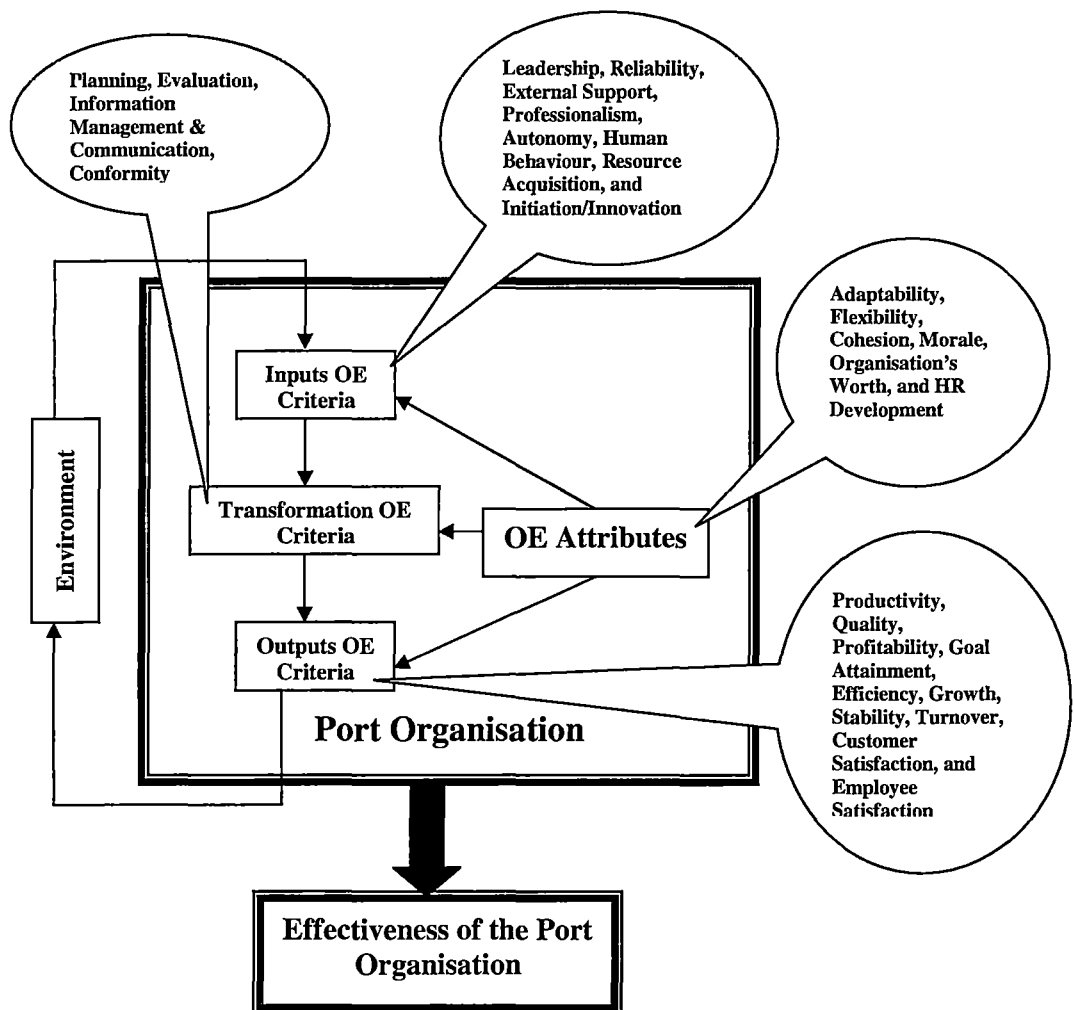 Planning, Evaluation,
Information
Management &
Communication,
Conformity
Leadership, Reliability,
External Support,
Professionalism,
Autonomy, Human
Behaviour, Resource
Acquisition, and
Initiation/Innovation
Adaptability,
Flexibility,
Cohesion, Morale,
Organisation's
Worth, and HR
Development
Inputs OE
Criteria
Environment
Transformation OE
Criteria
OE Attributes
Outputs OE
Criteria
Productivity,
Quality,
Profitability, Goal
Attainment,
Efficiency, Growth,
Stability, Turnover,
Customer
Satisfaction, and
Employee
Satisfaction
Port Organisation
Effectiveness of the Port
Organisation